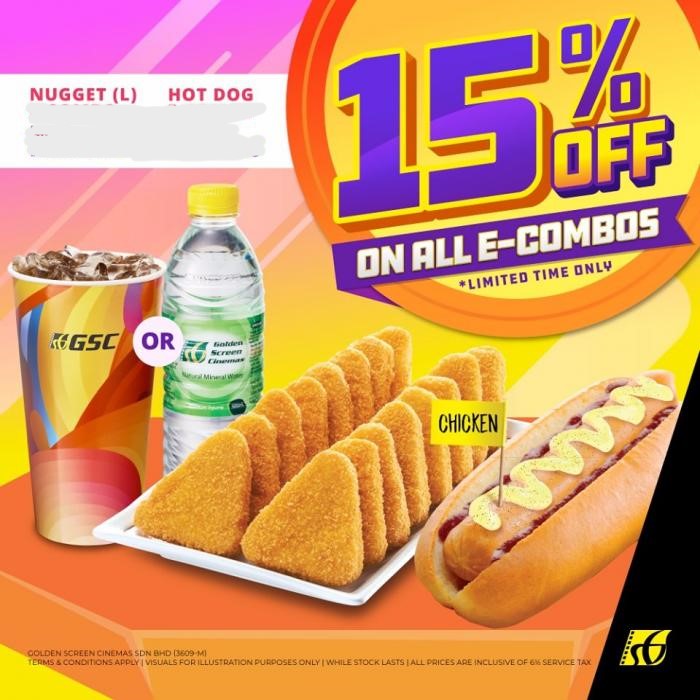 NUGGET (L) HOT DOG
15%
OFF
ON ALL E-COMBOS
*LIMITED TIME ONLY
GSC
OR
Golden
Screen
Cinemas
Natural Mineral Water
CHICKEN
GOLDEN SCREEN CINEMAS SDN BHD (3609-M)
TERMS & CONDITIONS APPLY | VISUALS FOR ILLUSTRATION PURPOSES ONLY | WHILE STOCK LASTS | ALL PRICES ARE INCLUSIVE OF 6% SERVICE TAX